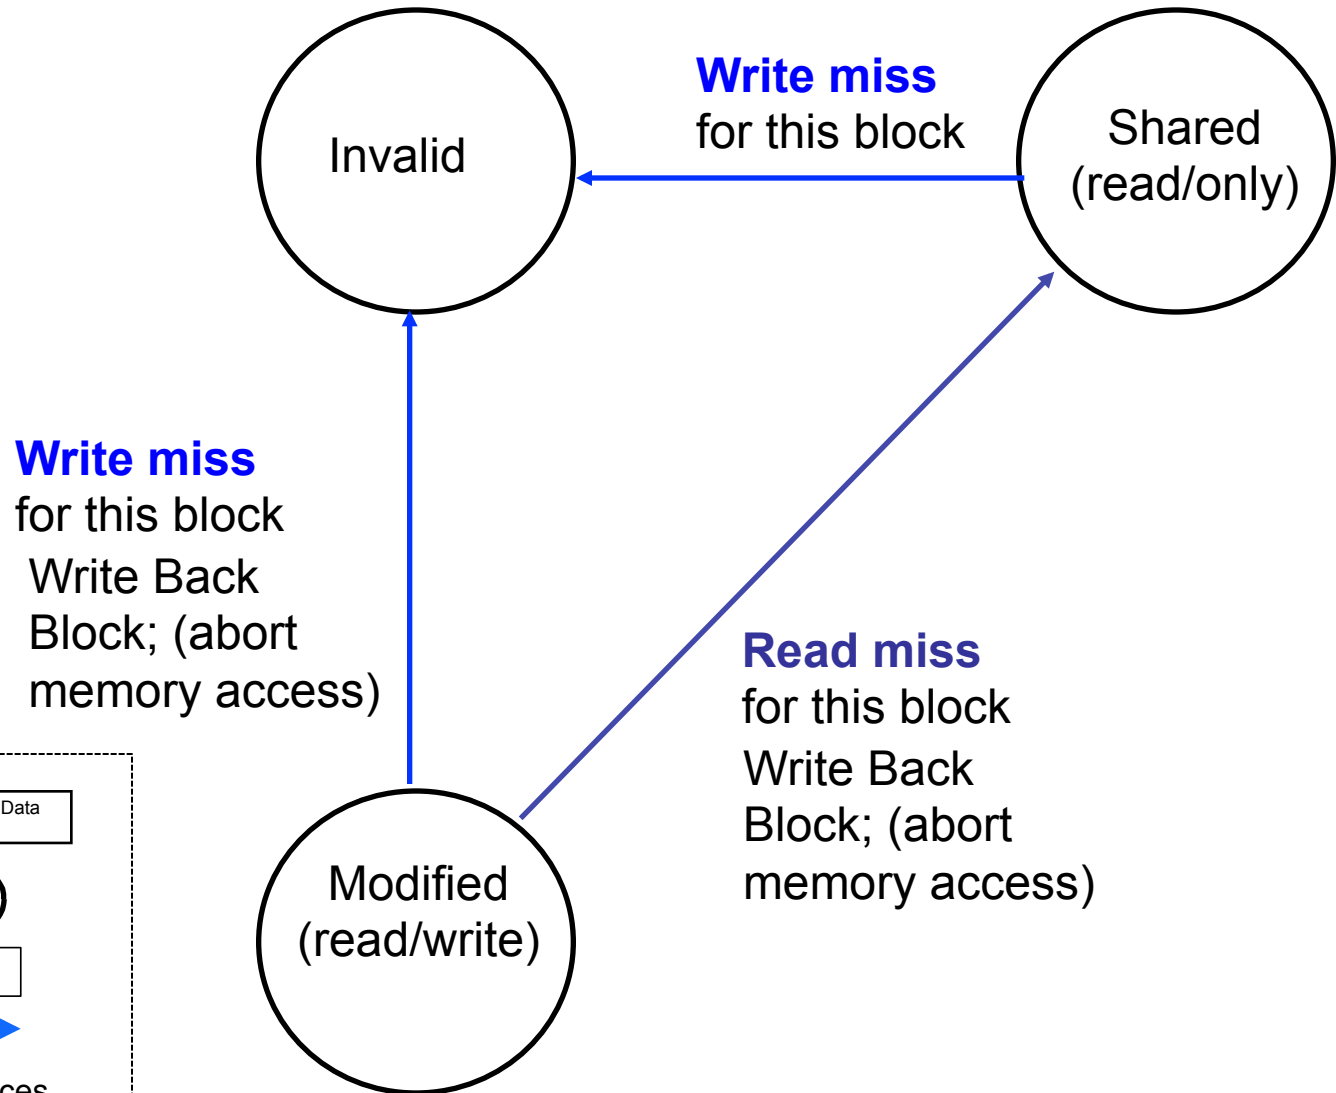 Invalid
Write miss
for this block
Shared
(read/only)
Write miss
for this block
Write Back
Block; (abort
memory access)
Read miss
for this block
Write Back
Block; (abort
memory access)
Data
Modified
(read/write)